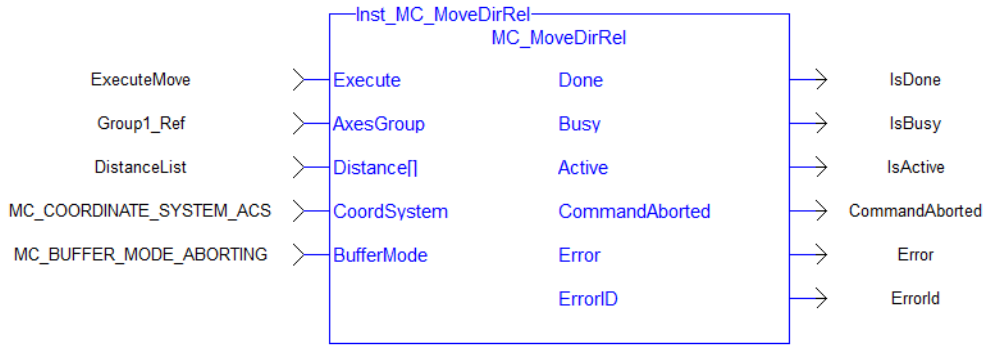 Inst_MC_MoveDirRel
MC_MoveDirRel
ExecuteMove Execute Done IsDone
Group1_Ref AxesGroup Busy IsBusy
DistanceList Distance[] Active IsActive
MC_COORDINATE_SYSTEM_ACS CoordSystem CommandAborted CommandAborted
MC_BUFFER_MODE_ABORTING BufferMode Error Error
ErrorID ErrorId